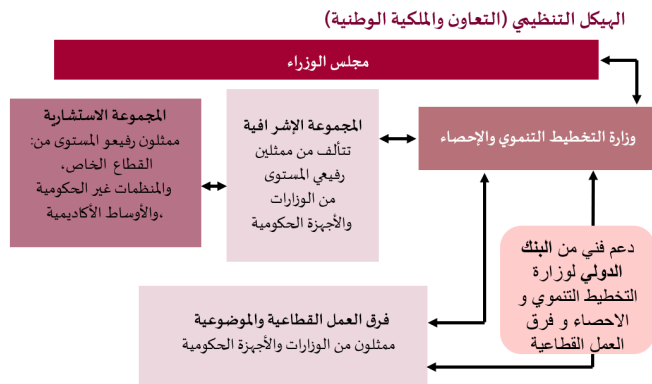 الهيكل التنظيمي (التعاون والملكية الوطنية)
مجلس الوزراء
وزارة التخطيط التنموي والإحصاء
المجموعة الإشرافية
تتألف من ممثلين
رفيعي المستوى
من الوزارات
والأجهزة الحكومية
المجموعة الاستشارية
ممثلون رفيعو المستوى من:
القطاع الخاص،
والمنظمات غير الحكومية
،والأوساط الأكاديمية
دعم فني من البنك
الدولي لوزارة
التخطيط التنموي و
الاحصاء و فرق
العمل القطاعية
فرق العمل القطاعية والموضوعية
ممثلون من الوزارات والأجهزة الحكومية